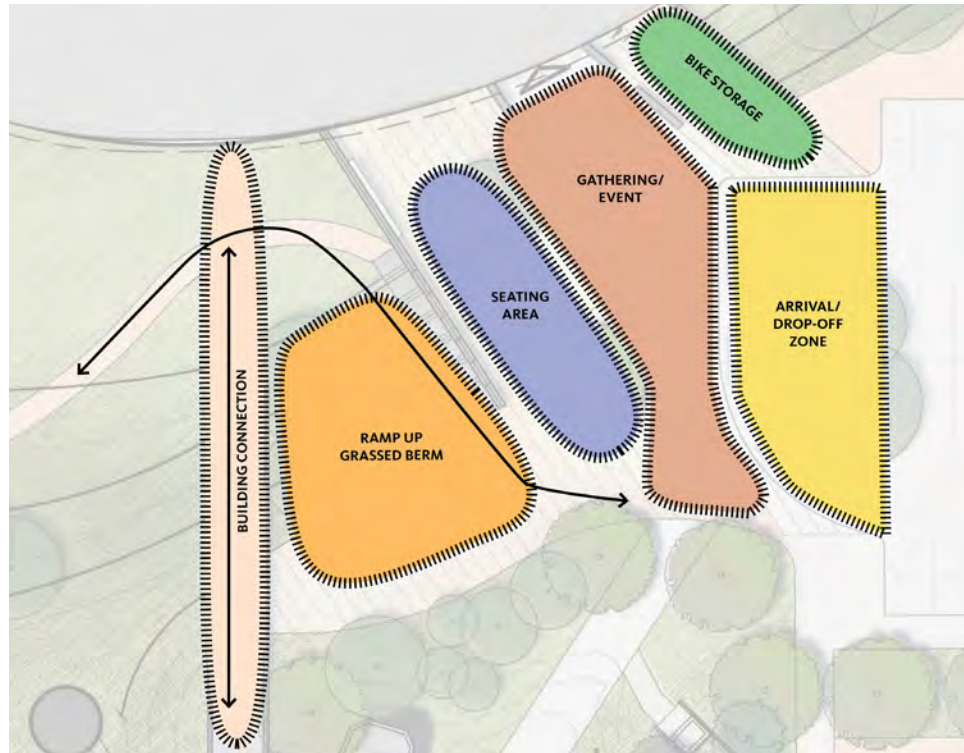 BIKE STORAGE
GATHERING/
EVENT
SEATING
AREA
ARRIVAL/
DROP-OFF
ZONE
BUILDING CONNECTION
RAMP UP
GRASSED BERM